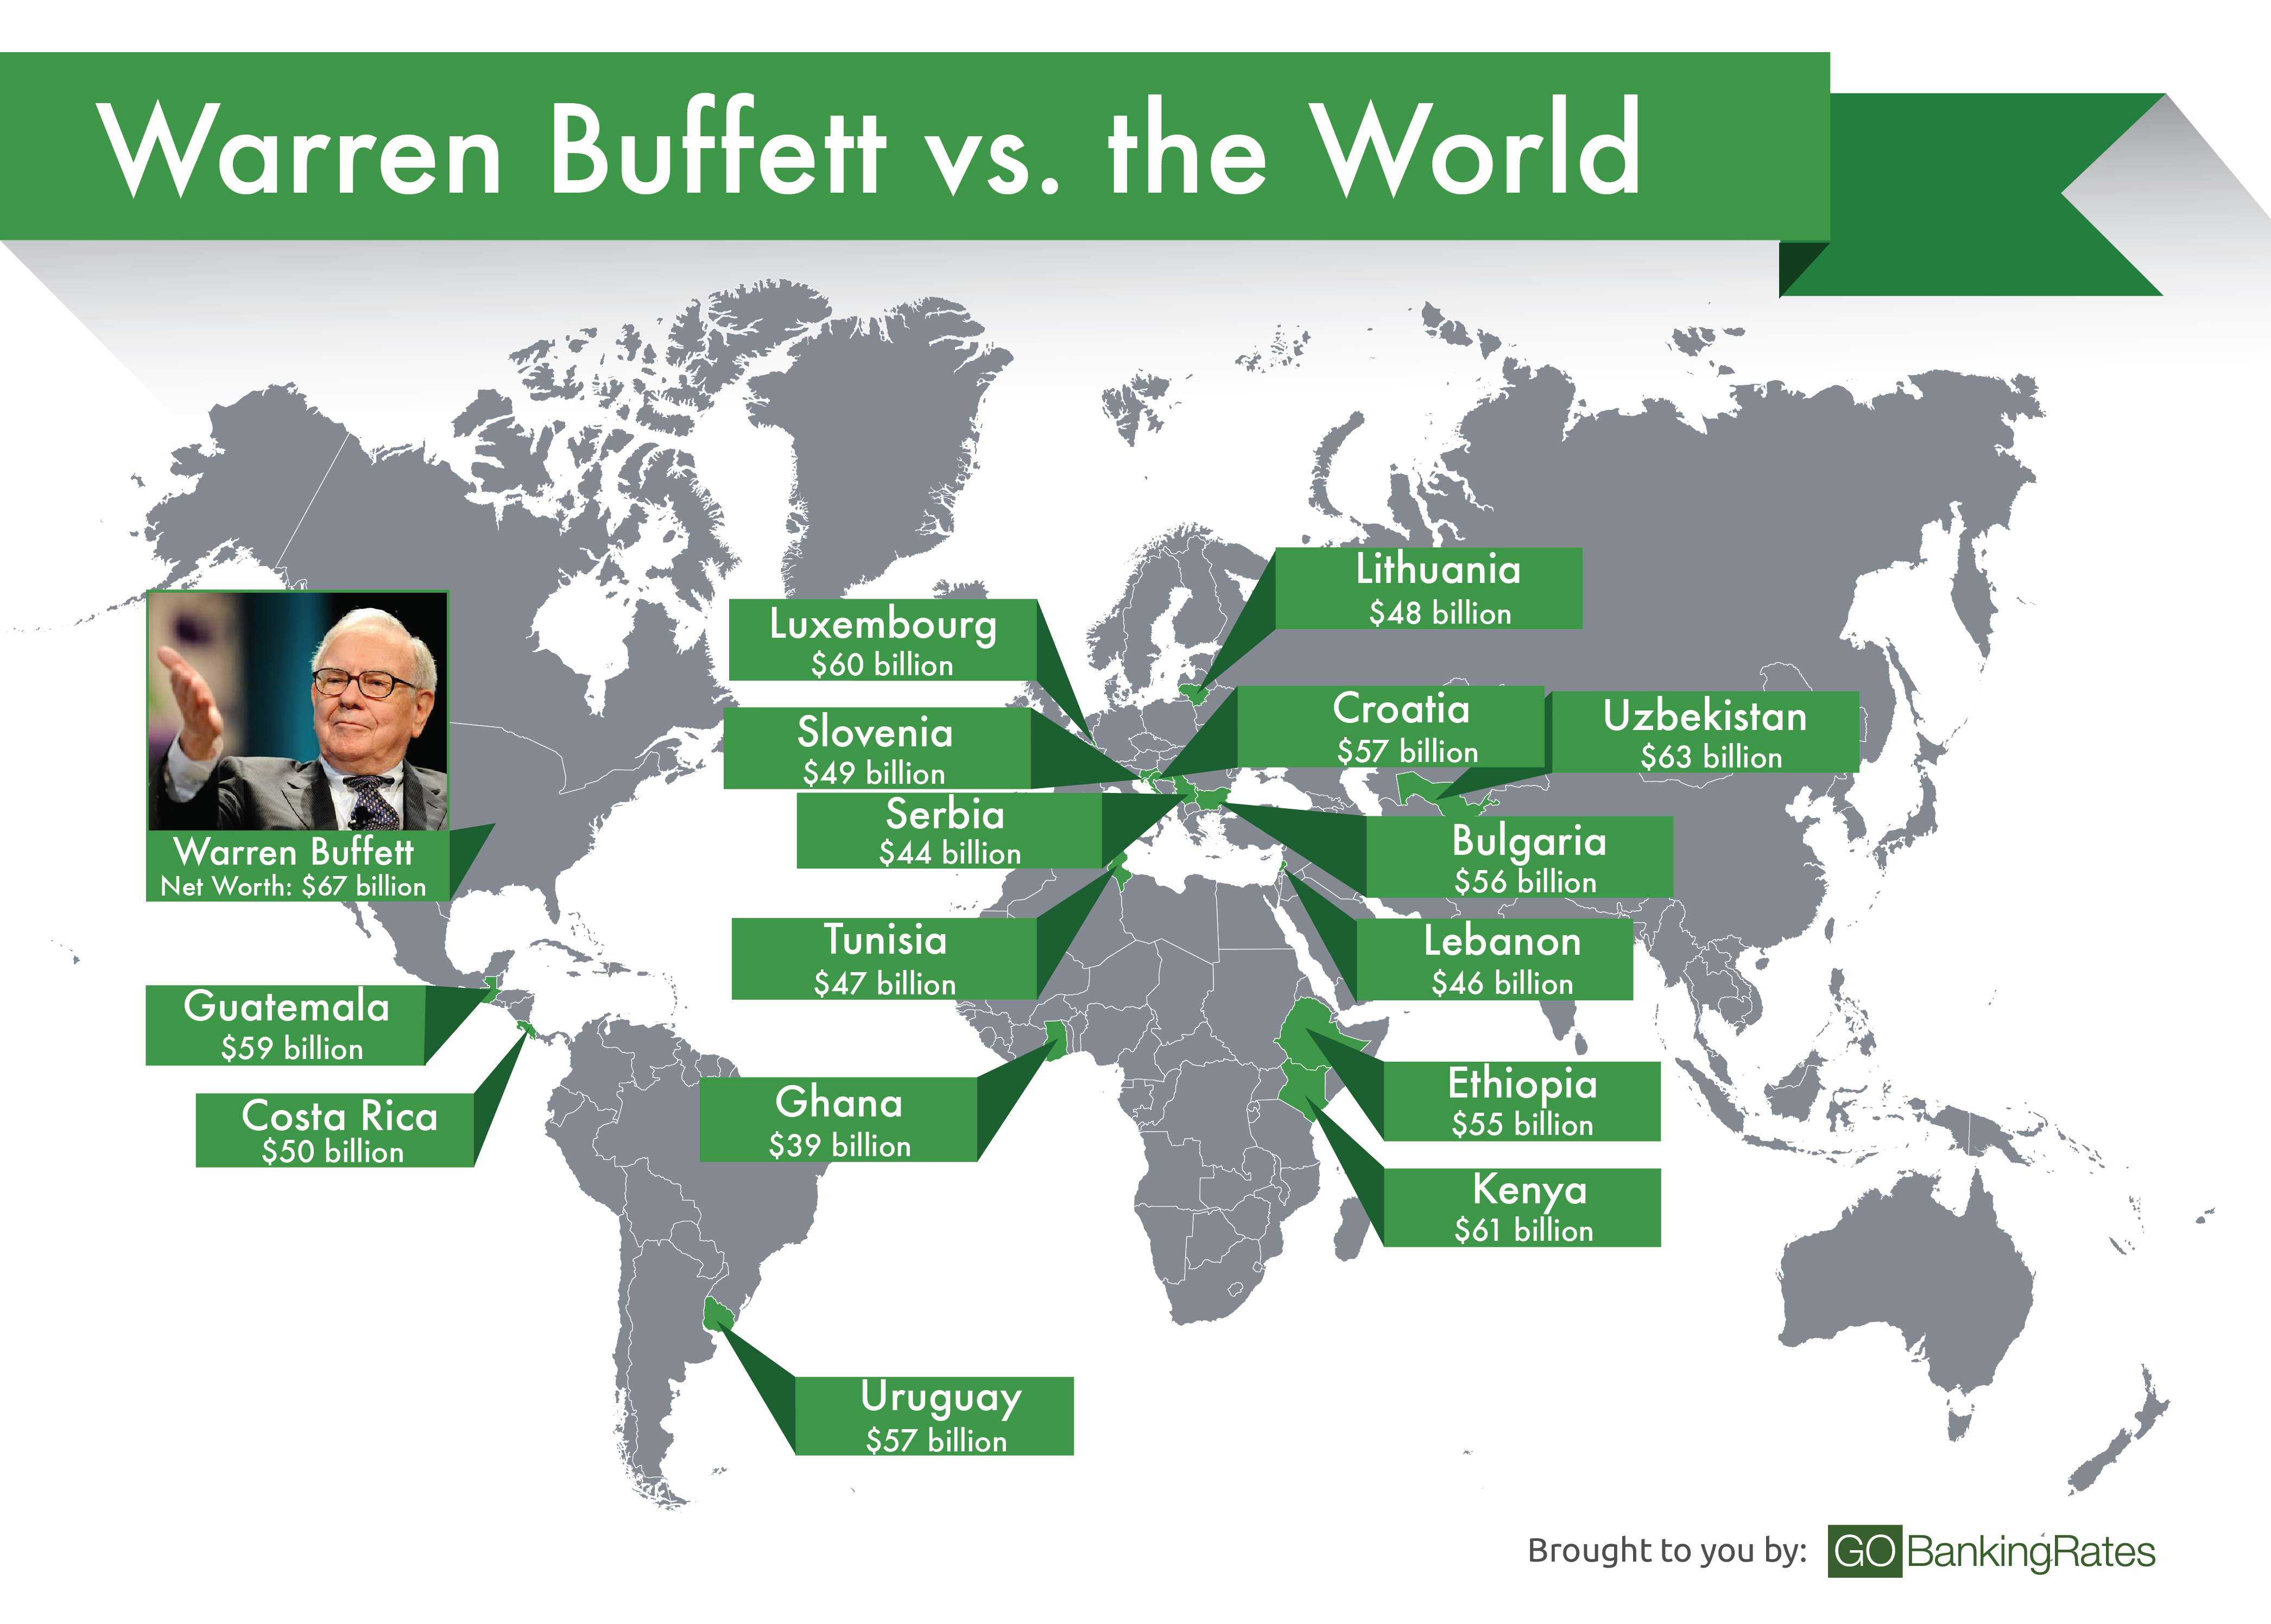 Warren Buffett vs. the World
Lithuania
$48 billion
Luxembourg
$60 billion
Croatia
$57 billion
Uzbekistan
$63 billion
Slovenia
$49 billion
Serbia
$44 billion
Bulgaria
$56 billion
Warren Buffett
Net Worth: $67 billion
Tunisia
$47 billion
Lebanon
$46 billion
Guatemala
$59 billion
Costa Rica
$50 billion
Ghana
$39 billion
Ethiopia
$55 billion
Kenya
$61 billion
Uruguay
$57 billion
Brought to you by: GOBankingRates